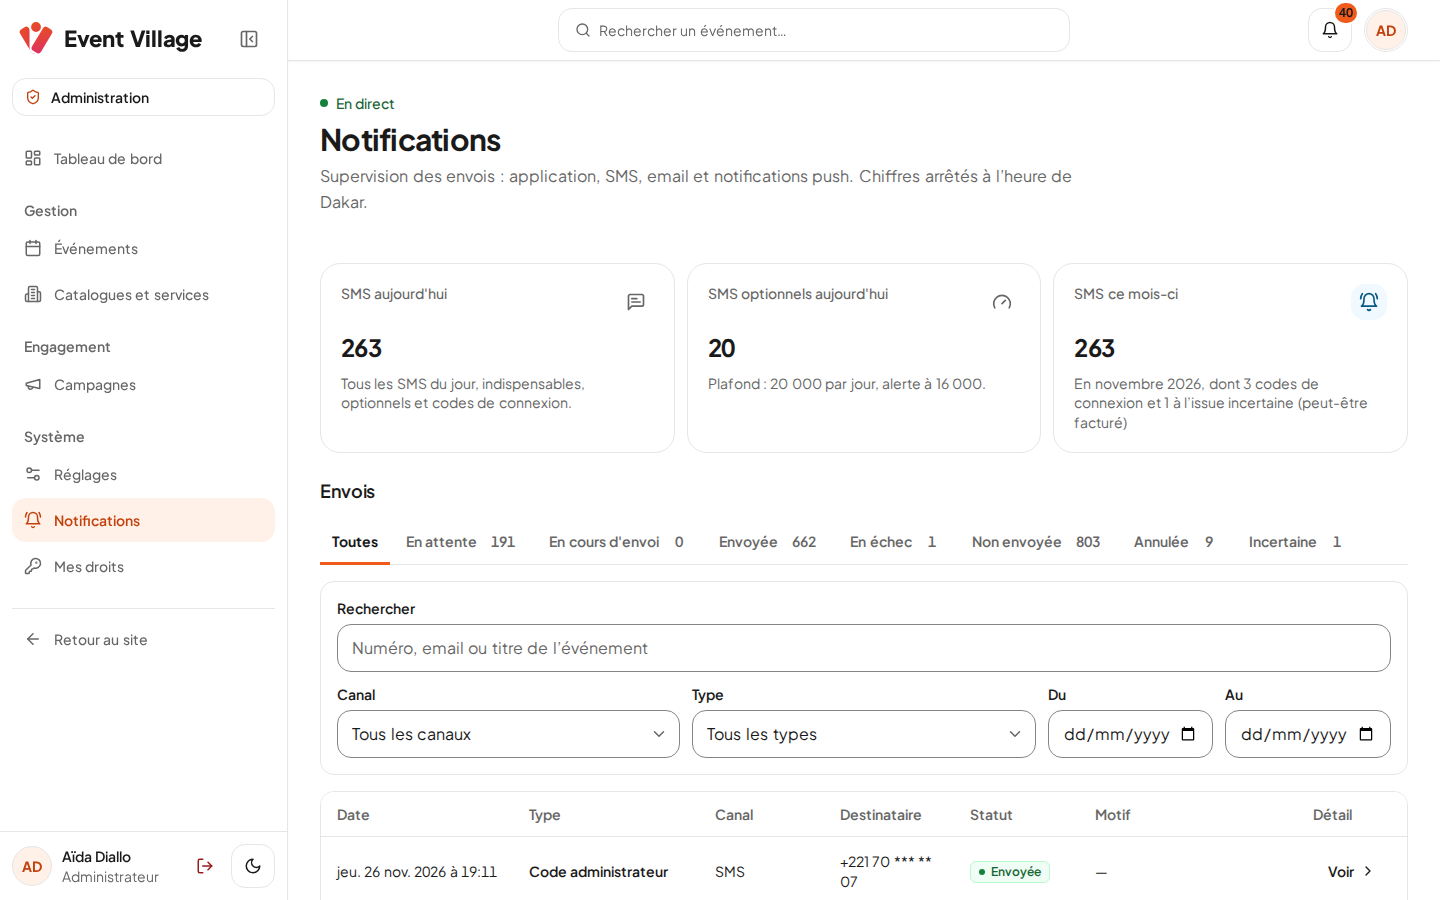 Event Village
Rechercher un événement…
40
AD
Administration
Tableau de bord
Gestion
Événements
Catalogues et services
Engagement
Campagnes
Système
Réglages
Notifications
Mes droits
Retour au site
AD
Aïda Diallo
Administrateur
En direct
Notifications
Supervision des envois : application, SMS, email et notifications push. Chiffres arrêtés à l'heure de
Dakar.
SMS aujourd'hui
263
Tous les SMS du jour, indispensables,
optionnels et codes de connexion.
SMS optionnels aujourd'hui
20
Plafond : 20 000 par jour, alerte à 16 000.
SMS ce mois-ci
263
En novembre 2026, dont 3 codes de
connexion et 1 à l'issue incertaine (peut-être
facturé)
Envois
Toutes En attente 191 En cours d'envoi 0 Envoyée 662 En échec 1 Non envoyée 803 Annulée 9 Incertaine 1
Rechercher
Numéro, email ou titre de l'événement
Canal Type Du Au
Tous les canaux Tous les types dd/mm/yyyy dd/mm/yyyy
Date Type Canal Destinataire Statut Motif Détail
jeu. 26 nov. 2026 à 19:11 Code administrateur SMS +221 70 *** ** 07 Envoyée — Voir